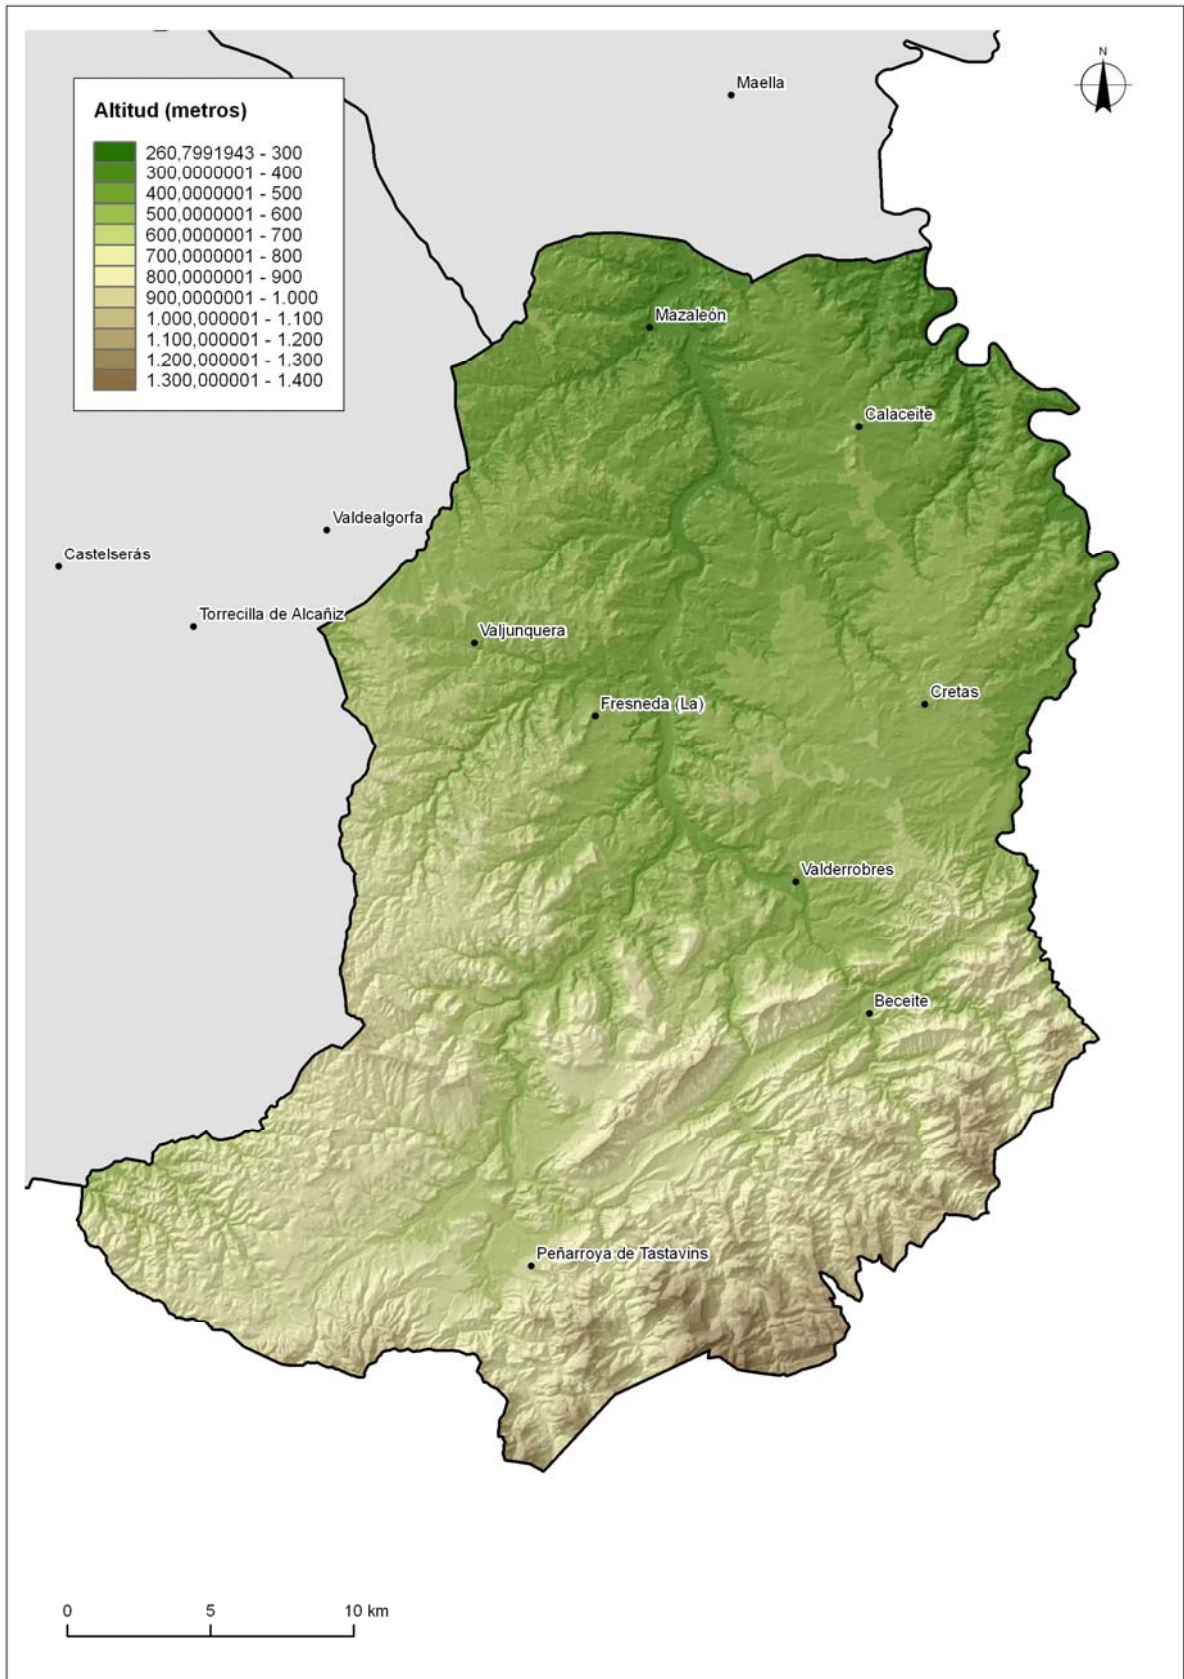 N
Maella
Altitud (metros)
260,7991943 - 300
300,0000001 - 400
400,0000001 - 500
500,0000001 - 600
600,0000001 - 700
700,0000001 - 800
800,0000001 - 900
900,0000001 - 1.000
1.000,000001 - 1.100
1.100,000001 - 1.200
1.200,000001 - 1.300
1.300,000001 - 1.400
Mazaleón
Calaceite
Valdealgorfa
Castelserás
Torrecilla de Alcañiz
Valjunquera
Cretas
Fresneda (La)
Valderrobres
Beceite
Peñarroya de Tastavins
0 5 10 km